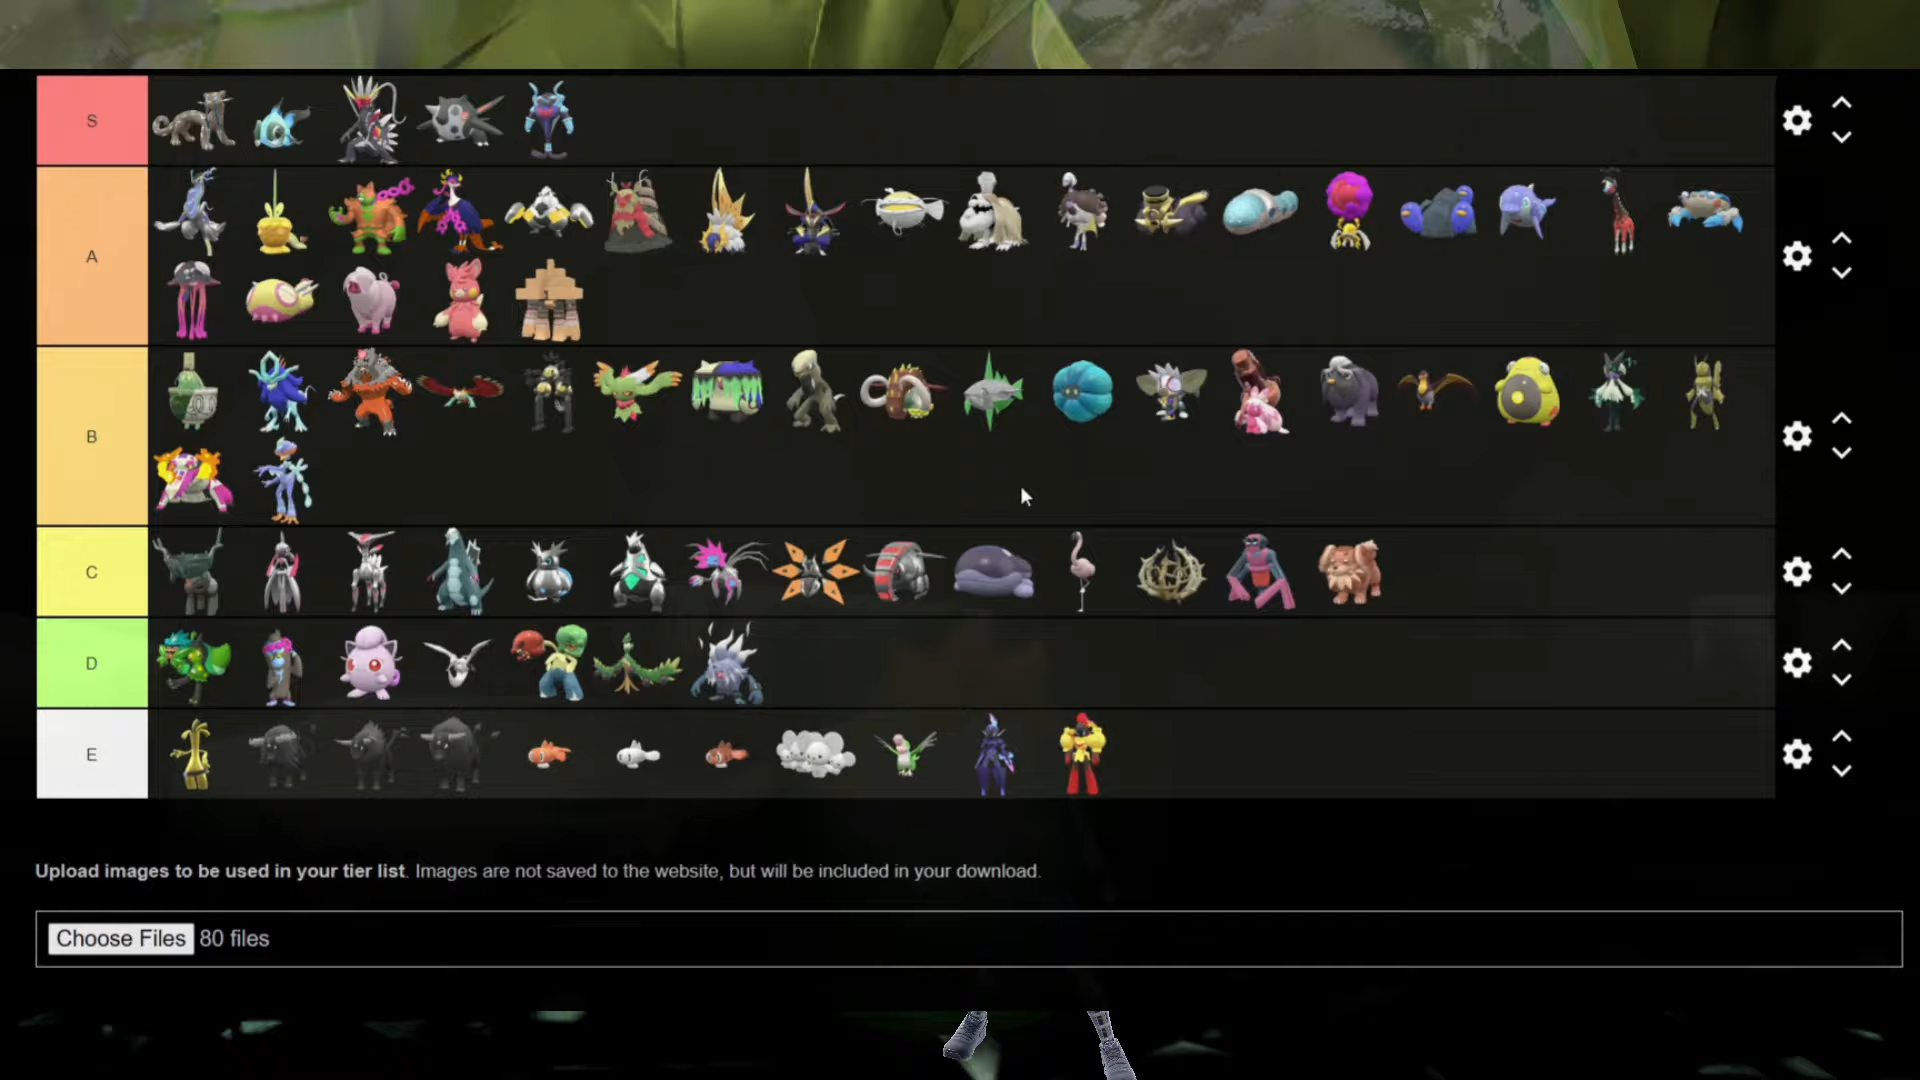 S
A
B
C
D
E
Upload images to be used in your tier list. Images are not saved to the website, but will be included in your download.
Choose Files 80 files